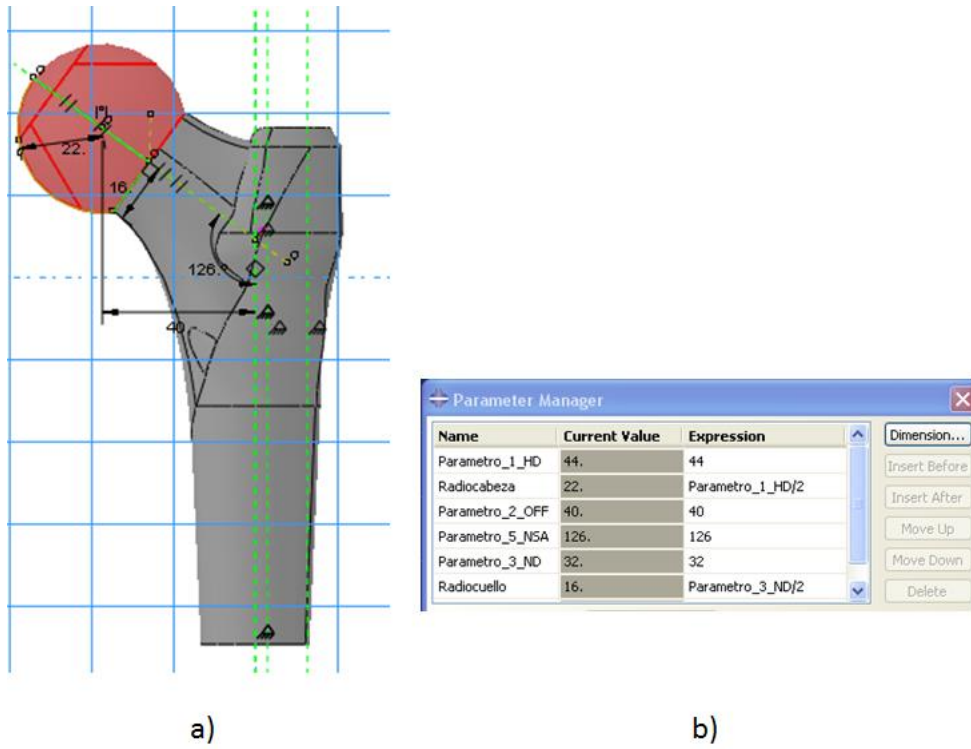 22.
16.
126.
40
Parameter Manager
Name Current Value Expression
Parametro_1_HD 44. 44
Radiocabeza 22. Parametro_1_HD/2
Parametro_2_OFF 40. 40
Parametro_5_NSA 126. 126
Parametro_3_ND 32. 32
Radiocuello 16. Parametro_3_ND/2
Dimension...
Insert Before
Insert After
Move Up
Move Down
Delete
a)
b)